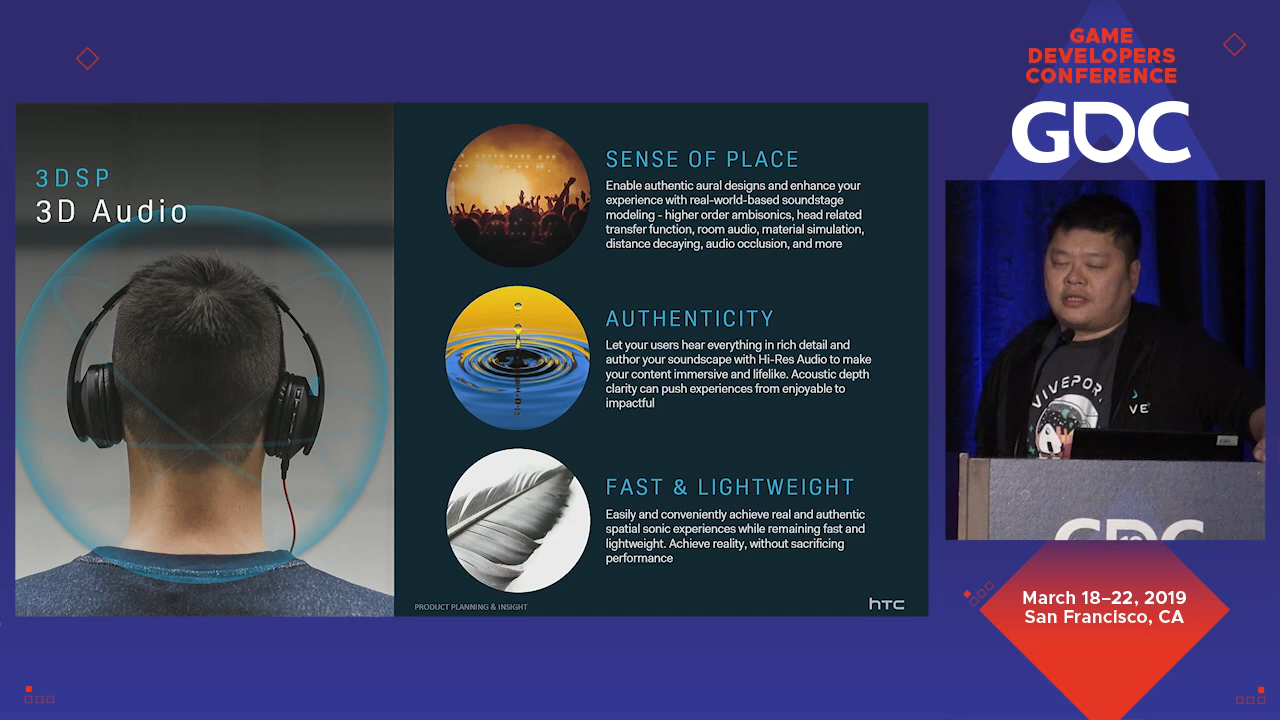 GAME
DEVELOPERS
CONFERENCE
GDC
3DSP
3D Audio
SENSE OF PLACE
Enable authentic aural designs and enhance your
experience with real-world-based soundstage
modeling - higher order ambisonics, head related
transfer function, room audio, material simulation,
distance decaying, audio occlusion, and more
AUTHENTICITY
Let your users hear everything in rich detail and
author your soundscape with Hi-Res Audio to make
your content immersive and lifelike. Acoustic depth
clarity can push experiences from enjoyable to
impactful
FAST & LIGHTWEIGHT
Easily and conveniently achieve real and authentic
spatial sonic experiences while remaining fast and
lightweight. Achieve reality, without sacrificing
performance
PRODUCT PLANNING & INSIGHT
hTC
VIVEPOR
VE
GDC
19
March 18–22, 2019
San Francisco, CA